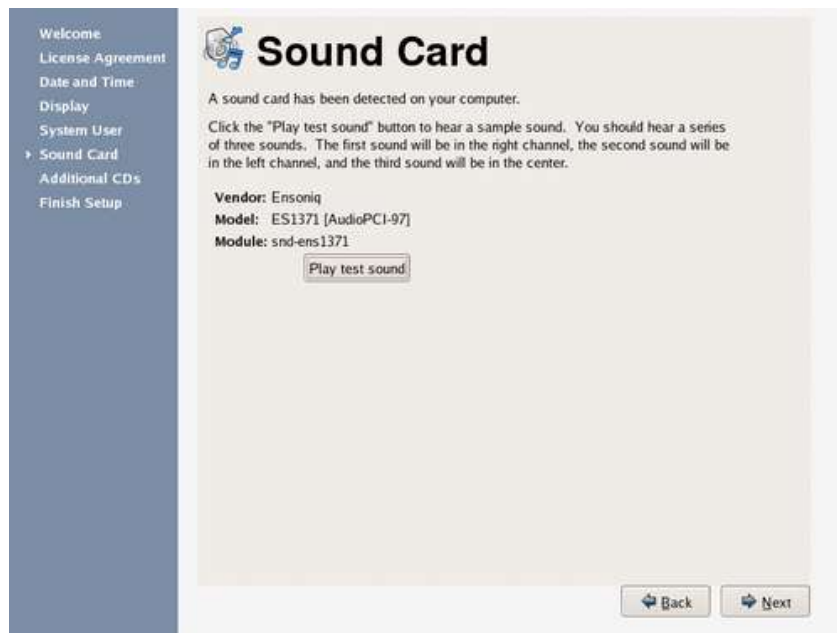 Welcome
License Agreement
Date and Time
Display
System User
Sound Card
Additional CDs
Finish Setup
Sound Card
A sound card has been detected on your computer.
Click the "Play test sound" button to hear a sample sound. You should hear a series
of three sounds. The first sound will be in the right channel, the second sound will be
in the left channel, and the third sound will be in the center.
Vendor: Ensoniq
Model: ES1371 [AudioPCI-97]
Module: snd-ens1371
Play test sound
Back
Next